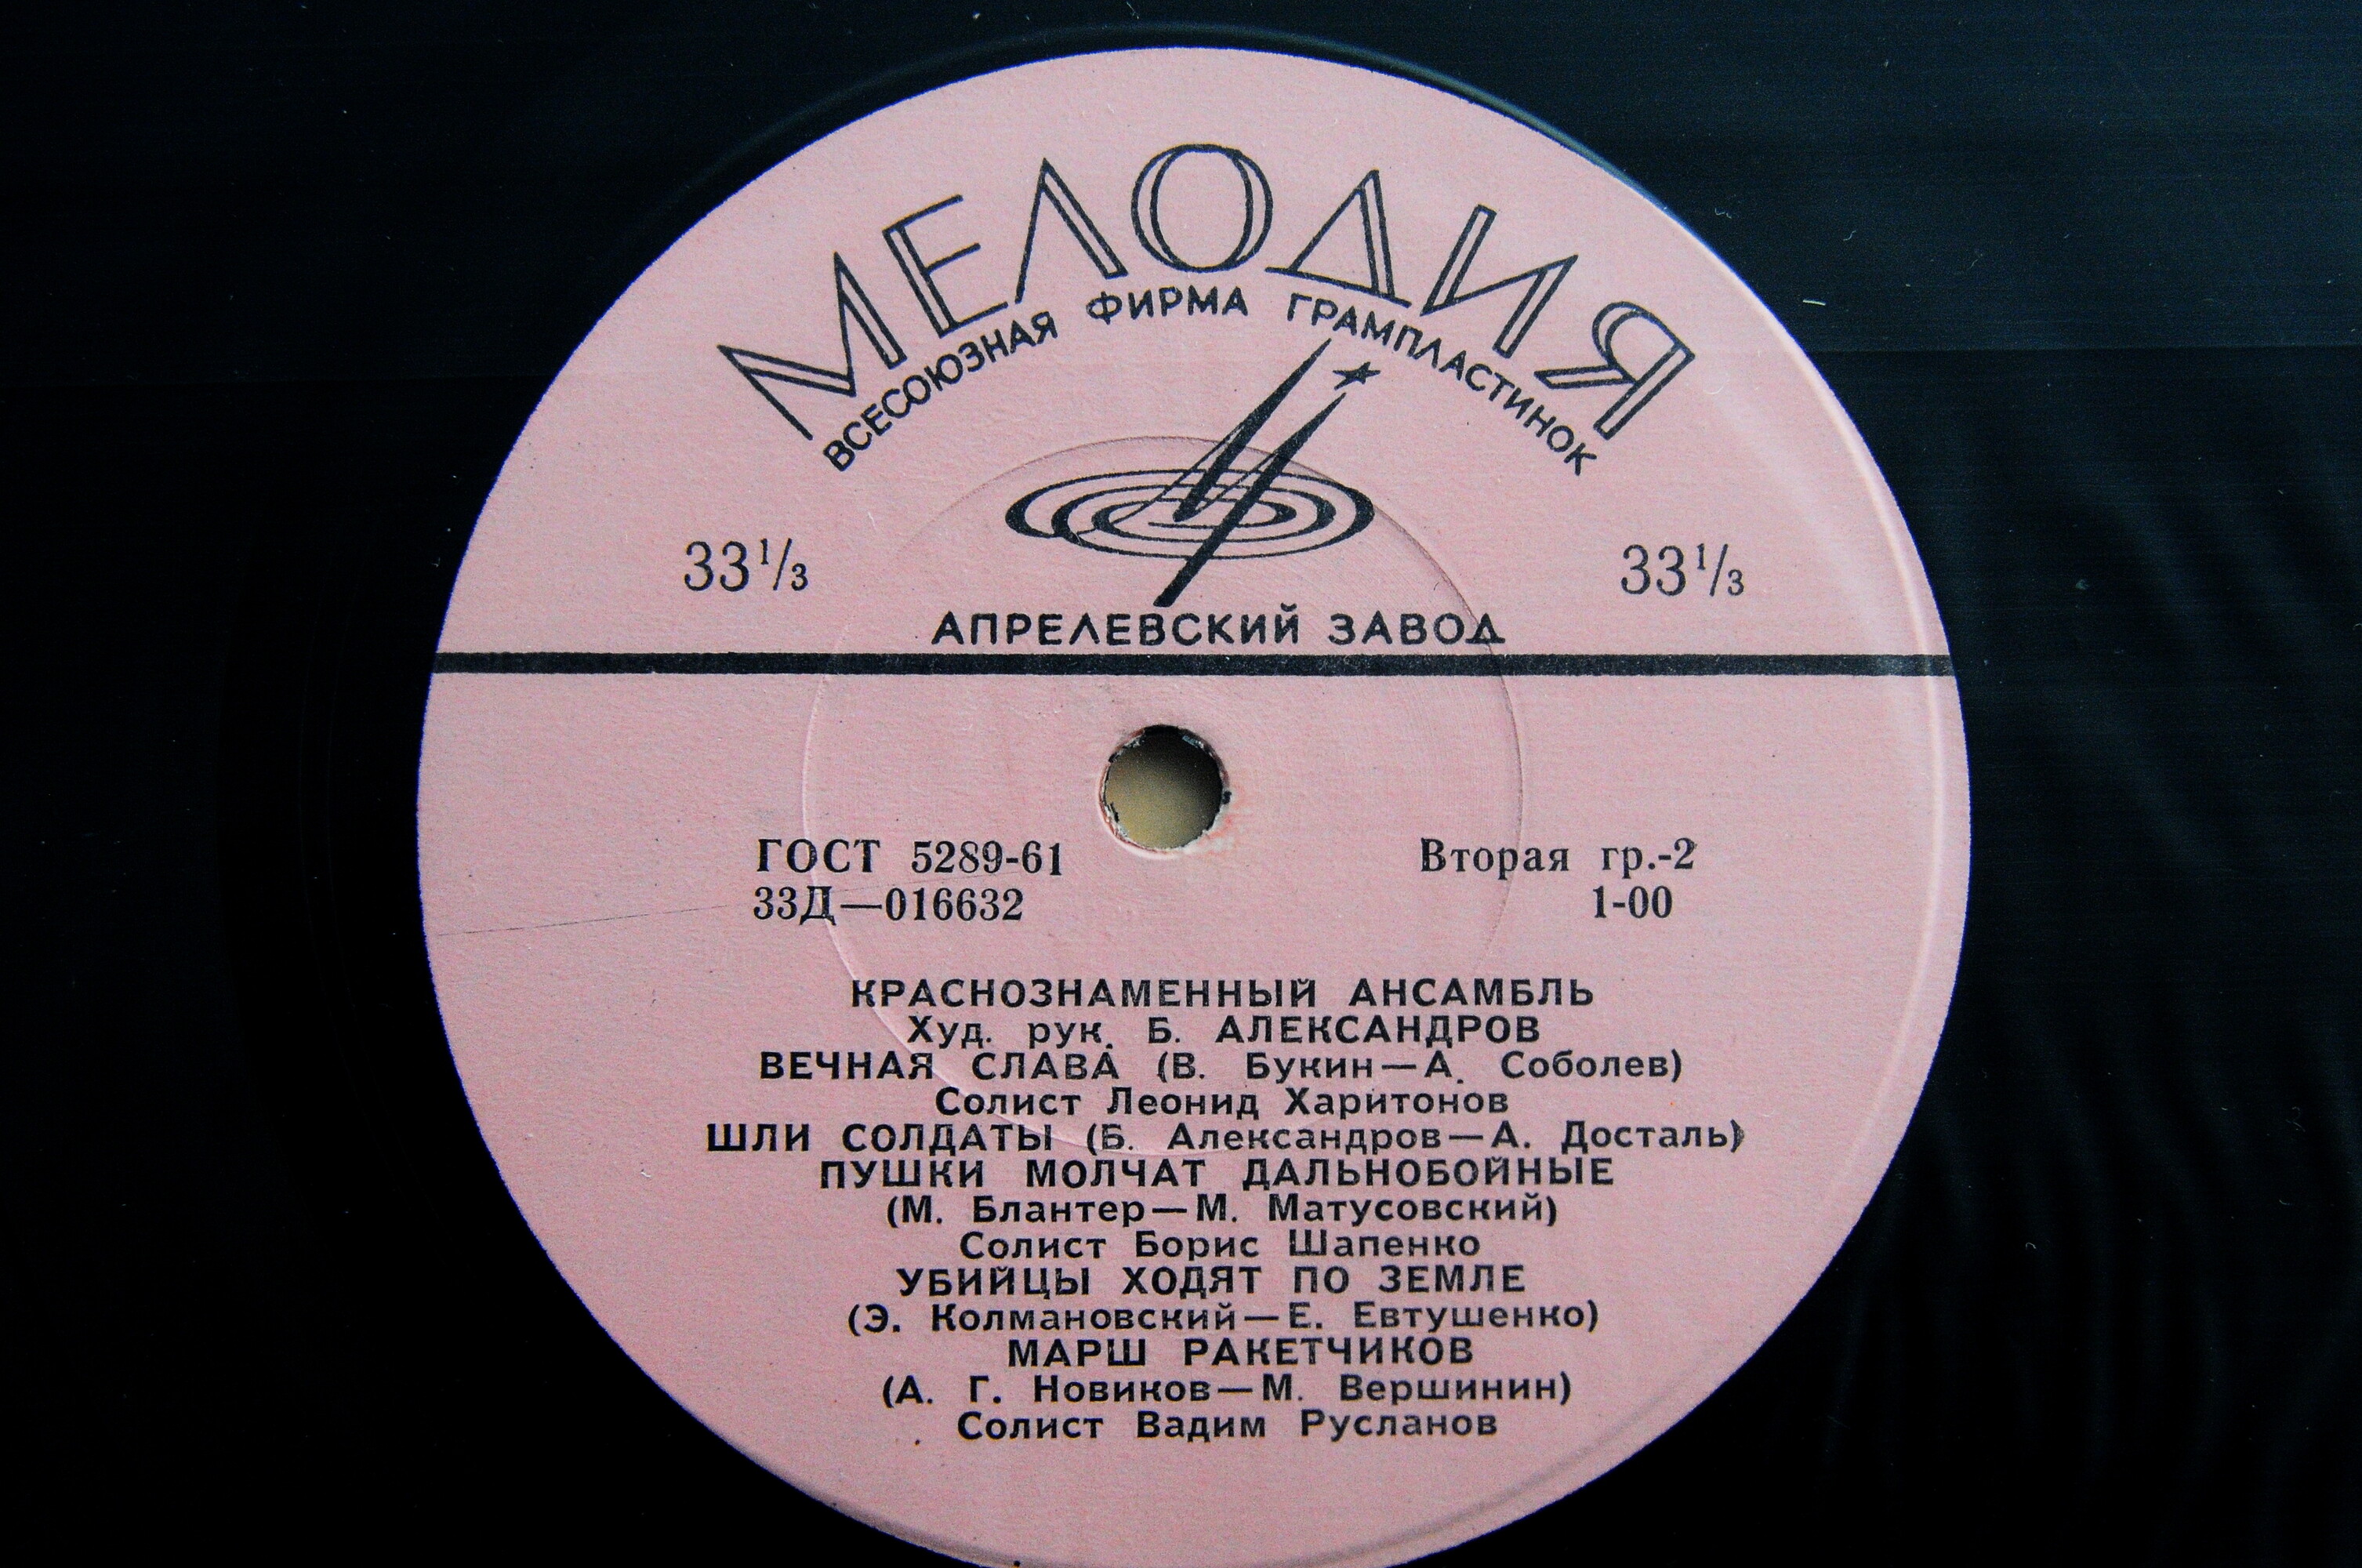 МЕЛОДИЯ
ВСЕСОЮЗНАЯ ФИРМА ГРАМПЛАСТИНОК
33⅓ 33⅓
АПРЕЛЕВСКИЙ ЗАВОД
ГОСТ 5289-61 Вторая гр.-2
33Д—016632 1-00
КРАСНОЗНАМЕННЫЙ АНСАМБЛЬ
Худ. рук. Б. АЛЕКСАНДРОВ
ВЕЧНАЯ СЛАВА (В. Букин—А. Соболев)
Солист Леонид Харитонов
ШЛИ СОЛДАТЫ (Б. Александров—А. Досталь)
ПУШКИ МОЛЧАТ ДАЛЬНОБОЙНЫЕ
(М. Блантер—М. Матусовский)
Солист Борис Шапенко
УБИЙЦЫ ХОДЯТ ПО ЗЕМЛЕ
(Э. Колмановский—Е. Евтушенко)
МАРШ РАКЕТЧИКОВ
(А. Г. Новиков—М. Вершинин)
Солист Вадим Русланов